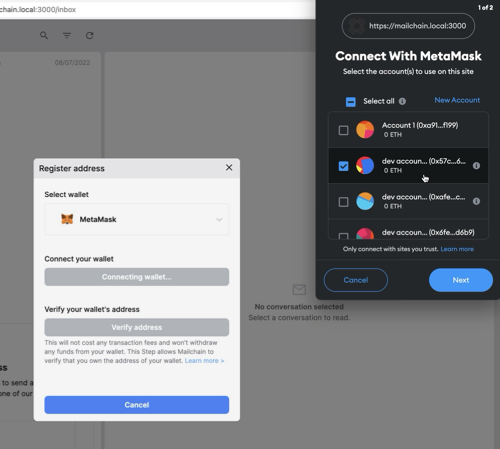 chain.local:3000/inbox
1 of 2
https://mailchain.local:3000
Connect With MetaMask
Select the account(s) to use on this site
Select all
New Account
Account 1 (0xa91...f199)
0 ETH
dev accoun... (0x57c...6...
0 ETH
dev accoun... (0xafe...c...
0 ETH
dev accoun... (0x6fe...d6b9)
Only connect with sites you trust. Learn more
Cancel
Next
08/07/2022
Register address
Select wallet
MetaMask
Connect your wallet
Connecting wallet...
Verify your wallet's address
Verify address
This will not cost any transaction fees and won't withdraw
any funds from your wallet. This Step allows Mailchain to
verify that you own the address of your wallet. Learn more >
Cancel
No conversation selected
Select a conversation to read.
ss
to send a
one of our